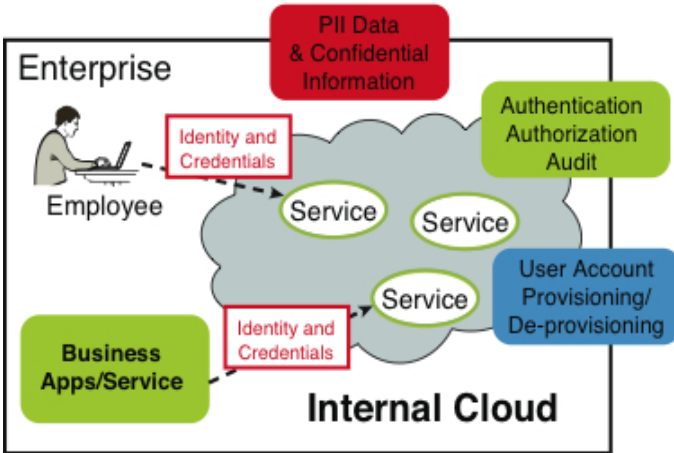 PII Data
& Confidential
Information
Enterprise
Authentication
Authorization
Audit
Identity and
Credentials
Employee
Service
Service
User Account
Provisioning/
De-provisioning
Service
Identity and
Credentials
Business
Apps/Service
Internal Cloud